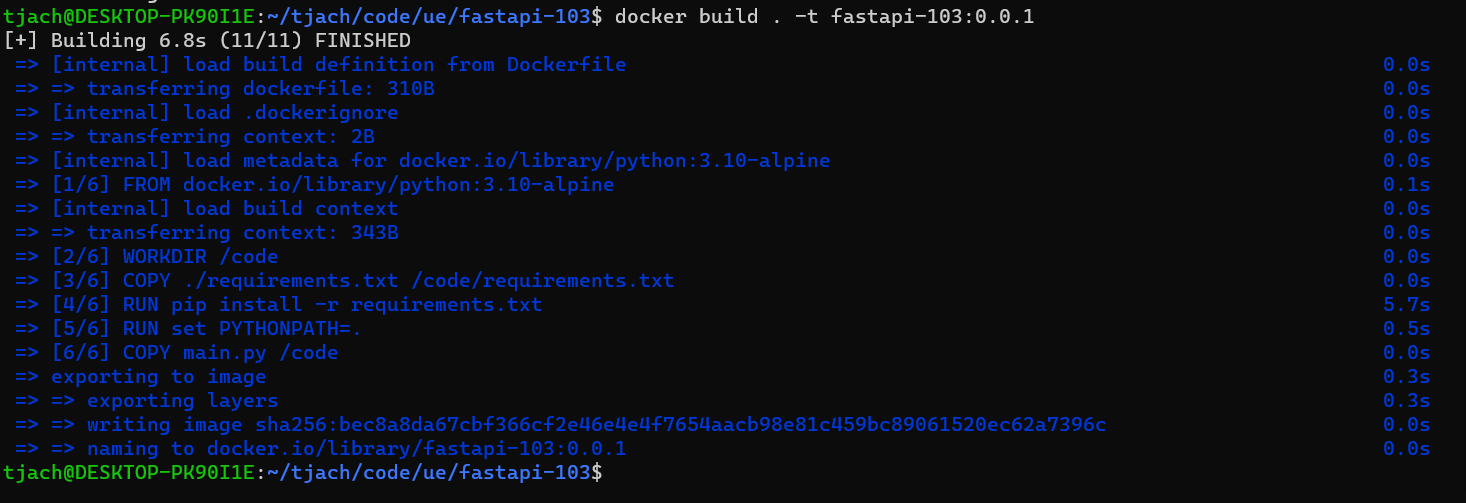 tjach@DESKTOP-PK90I1E:~/tjach/code/ue/fastapi-103$ docker build . -t fastapi-103:0.0.1
[+] Building 6.8s (11/11) FINISHED
=> [internal] load build definition from Dockerfile 0.0s
=> => transferring dockerfile: 310B 0.0s
=> [internal] load .dockerignore 0.0s
=> => transferring context: 2B 0.0s
=> [internal] load metadata for docker.io/library/python:3.10-alpine 0.0s
=> [1/6] FROM docker.io/library/python:3.10-alpine 0.1s
=> [internal] load build context 0.0s
=> => transferring context: 343B 0.0s
=> [2/6] WORKDIR /code 0.0s
=> [3/6] COPY ./requirements.txt /code/requirements.txt 0.0s
=> [4/6] RUN pip install -r requirements.txt 5.7s
=> [5/6] RUN set PYTHONPATH=. 0.5s
=> [6/6] COPY main.py /code 0.0s
=> exporting to image 0.3s
=> => exporting layers 0.3s
=> => writing image sha256:bec8a8da67cbf366cf2e46e4e4f7654aacb98e81c459bc89061520ec62a7396c 0.0s
=> => naming to docker.io/library/fastapi-103:0.0.1 0.0s
tjach@DESKTOP-PK90I1E:~/tjach/code/ue/fastapi-103$